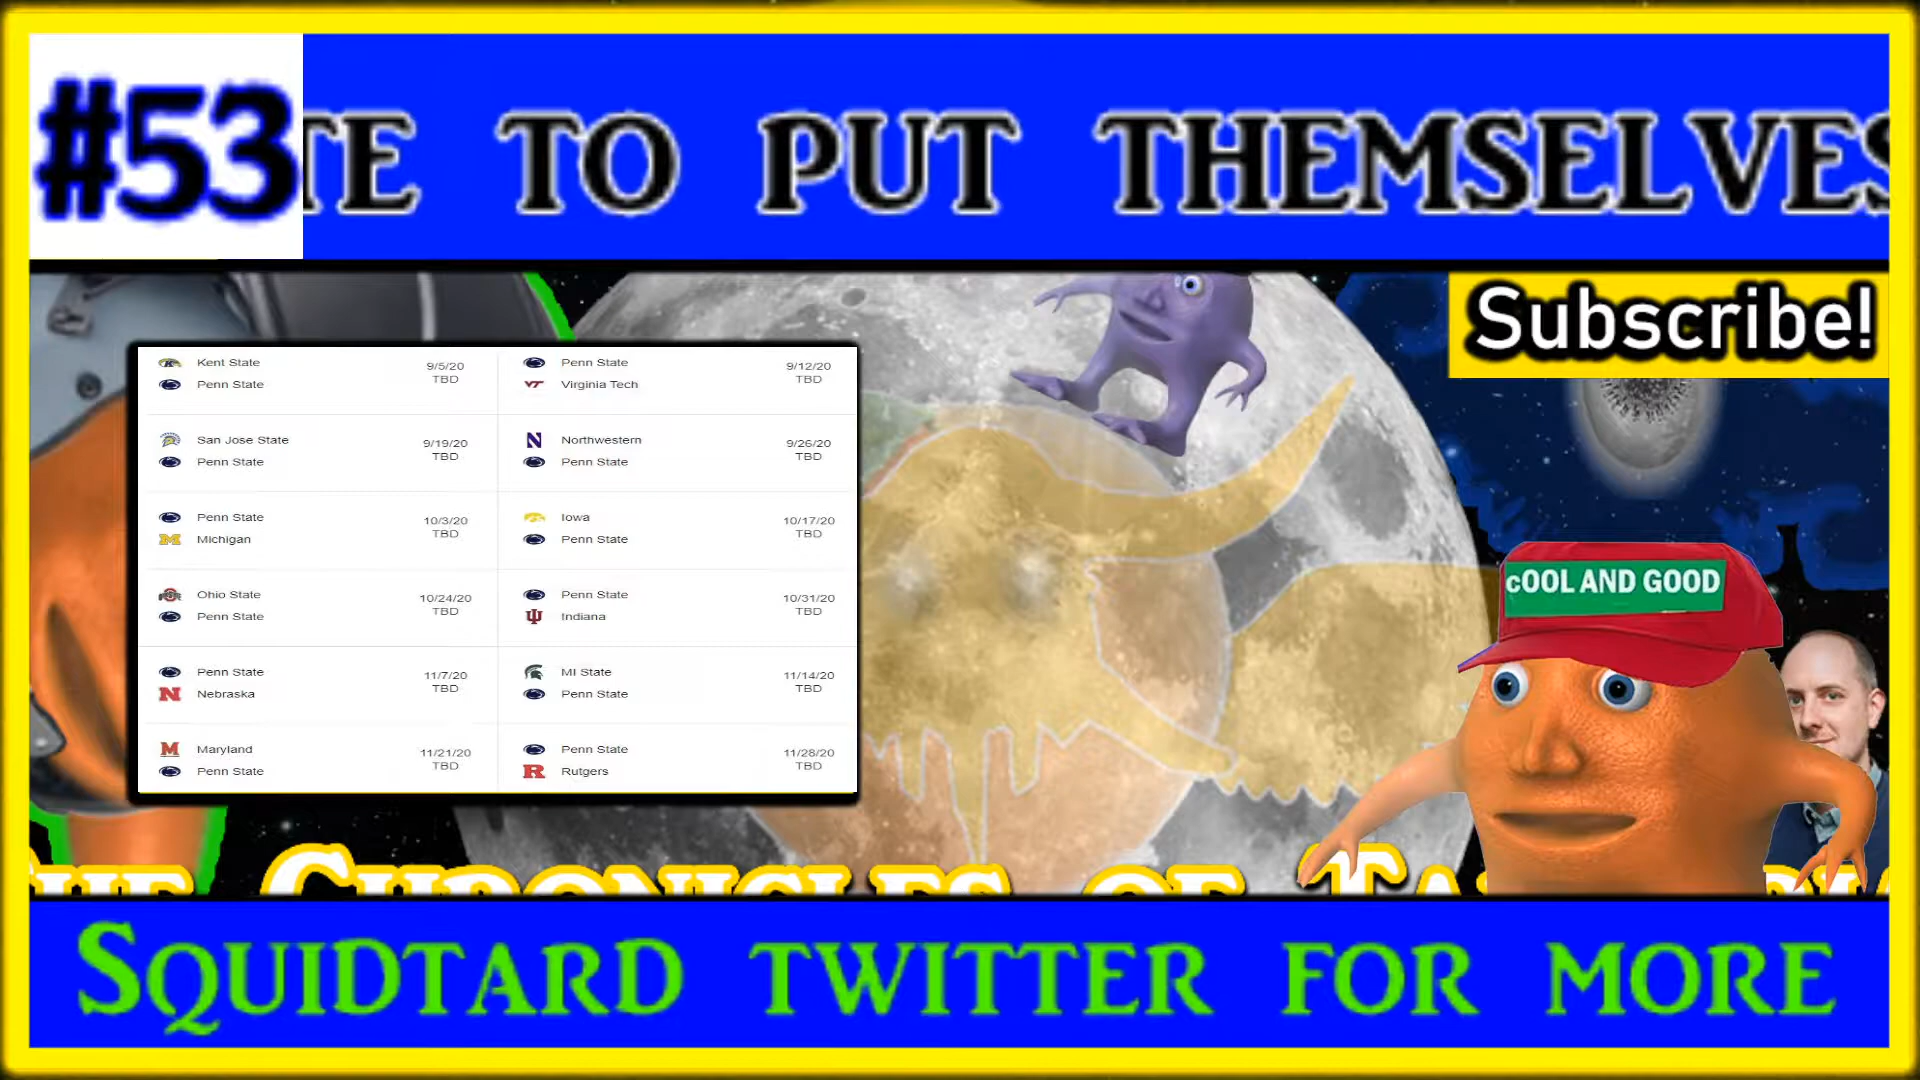 #53
TE TO PUT THEMSELVES
Subscribe!
Kent State
Penn State
9/5/20
TBD
Penn State
Virginia Tech
9/12/20
TBD
San Jose State
Penn State
9/19/20
TBD
Northwestern
Penn State
9/26/20
TBD
Penn State
Michigan
10/3/20
TBD
Iowa
Penn State
10/17/20
TBD
Ohio State
Penn State
10/24/20
TBD
Penn State
Indiana
10/31/20
TBD
Penn State
Nebraska
11/7/20
TBD
MI State
Penn State
11/14/20
TBD
Maryland
Penn State
11/21/20
TBD
Penn State
Rutgers
11/28/20
TBD
cOOL AND GOOD
THE CHRONICLES OF
SQUIDTARD TWITTER FOR MORE